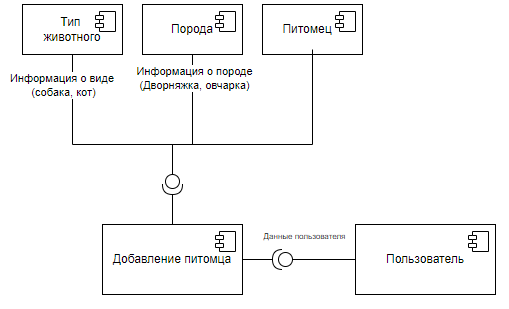 Тип
животного
Порода
Питомец
Информация о виде
(собака, кот)
Информация о породе
(Дворняжка, овчарка)
Добавление питомца
Данные пользователя
Пользователь